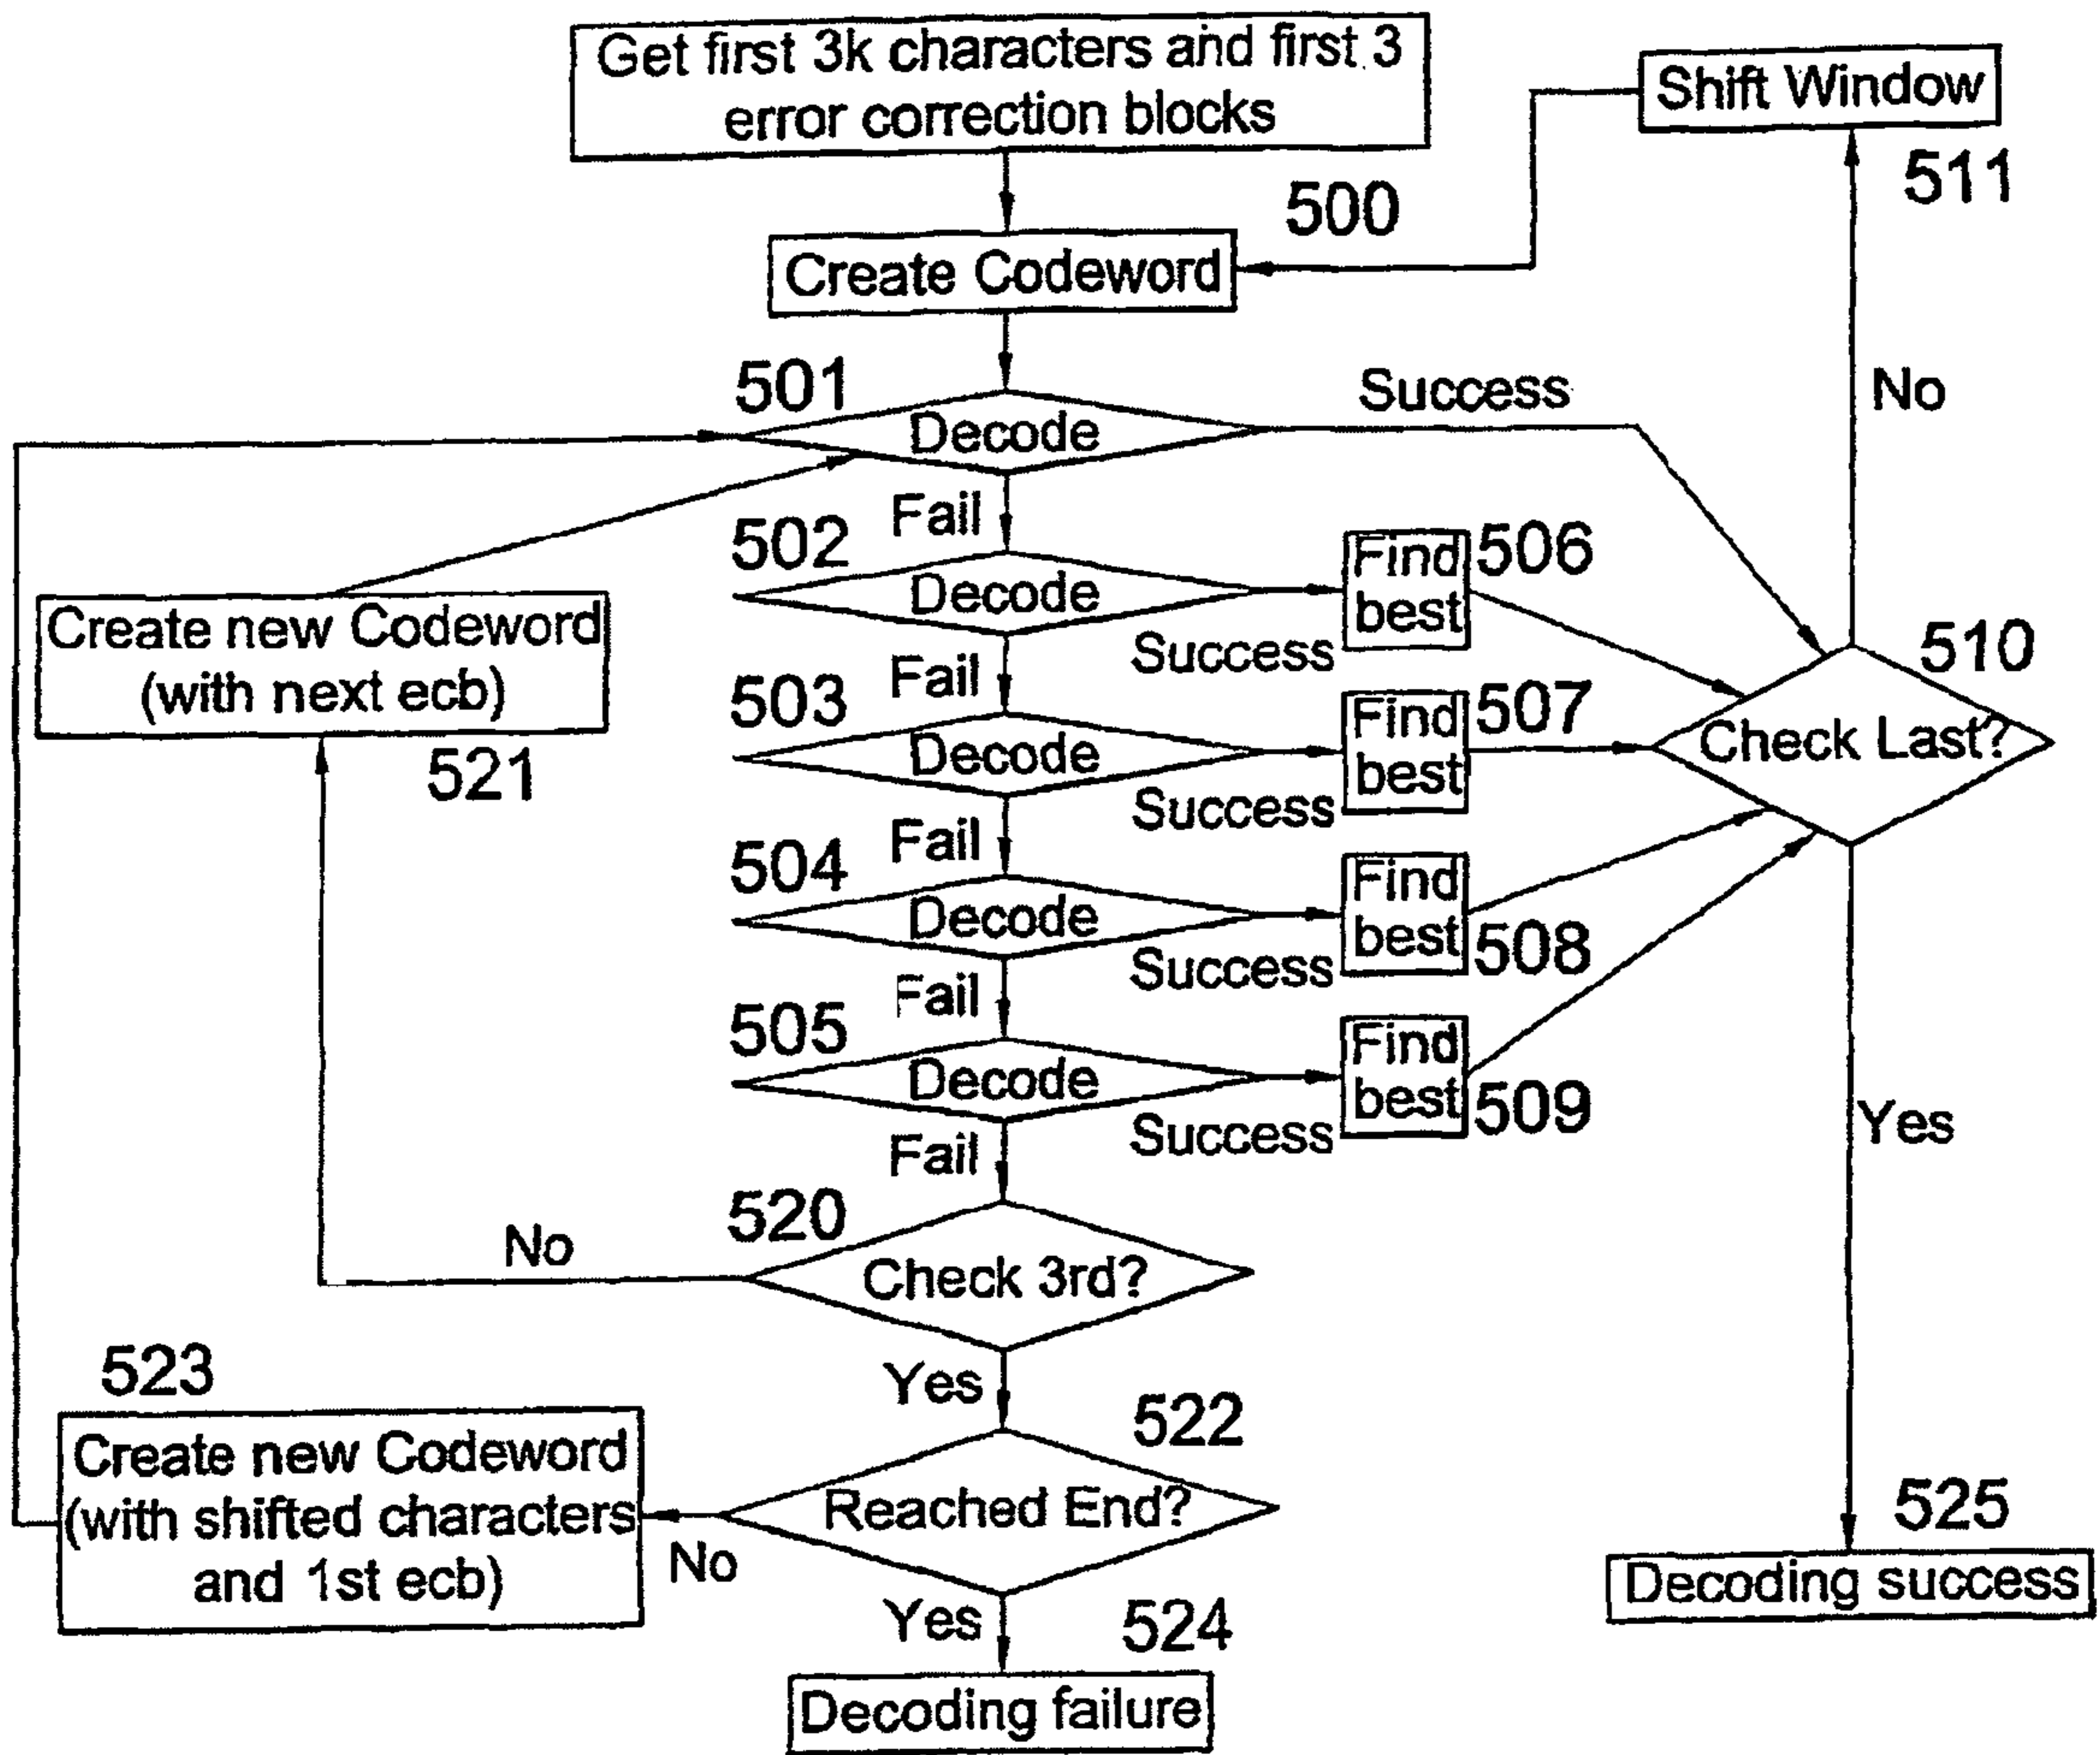 Get first 3k characters and first 3
error correction blocks
Shift Window
511
500
Create Codeword
501
Decode
Success
No
Fail
502
Decode
Find
best
506
Success
Create new Codeword
(with next ecb)
521
510
Check Last?
Fail
503
Decode
Find
best
507
Success
Fail
504
Decode
Find
best
508
Success
Fail
505
Decode
Find
best
509
Success
Yes
Fail
520
No
Check 3rd?
Yes
523
522
Create new Codeword
(with shifted characters
and 1st ecb)
Reached End?
No
525
Decoding success
Yes
524
Decoding failure